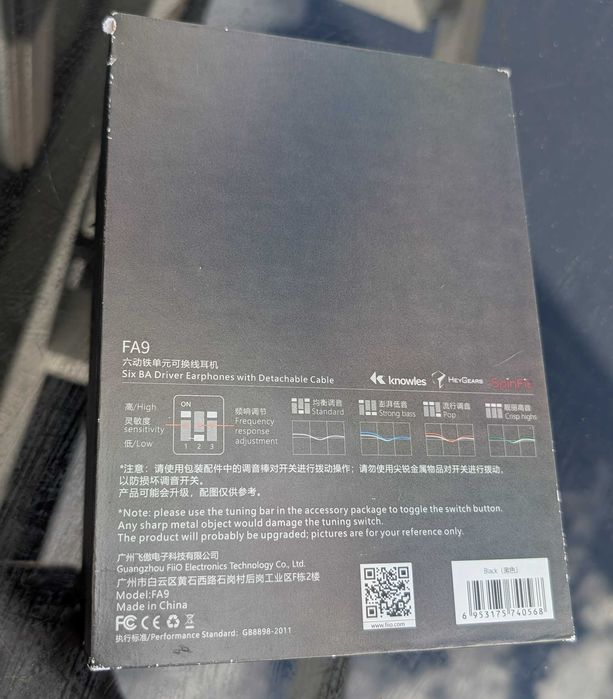 FA9
六动铁单元可换线耳机
Six BA Driver Earphones with Detachable Cable
knowles HEYGEARS SpinFit
高/High
灵敏度
sensitivity
低/Low
ON
1 2 3
频响调节
Frequency
response
adjustment
均衡调音
Standard
澎湃低音
Strong bass
流行调音
Pop
靓丽高音
Crisp highs
*注意：请使用包装配件中的调音棒对开关进行拨动操作；请勿使用尖锐金属物品对开关进行拨动，
以防损坏调音开关。
产品可能会升级，配图仅供参考。
*Note: please use the tuning bar in the accessory package to toggle the switch button.
Any sharp metal object would damage the tuning switch.
The product will probably be upgraded; pictures are for your reference only.
广州飞傲电子科技有限公司
Guangzhou FiiO Electronics Technology Co., Ltd.
广州市白云区黄石西路石岗村后岗工业区F栋2楼
Model:FA9
Made in China
FC CE
执行标准/Performance Standard: GB8898-2011
www.fiio.com
Black（黑色）
6 953175 740568